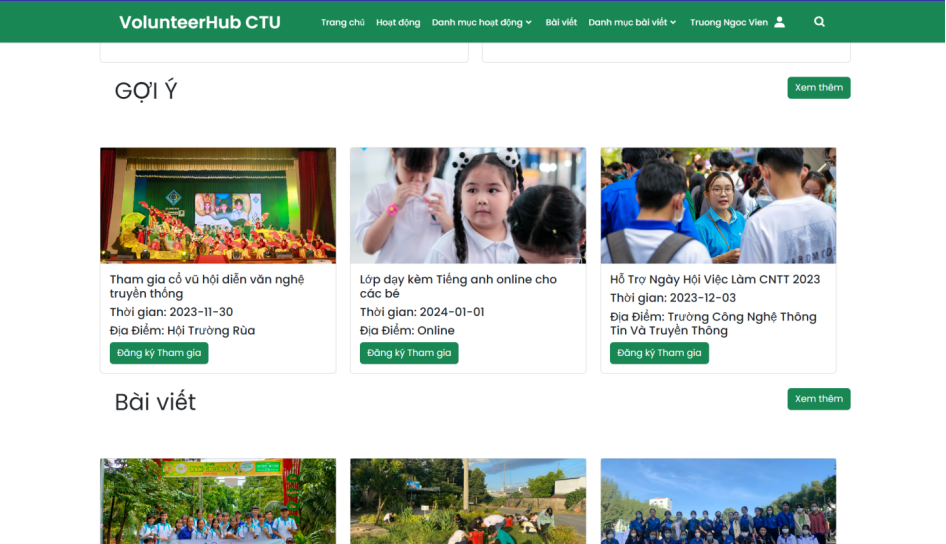 VolunteerHub CTU
Trang chủ
Hoạt động
Danh mục hoạt động
Bài viết
Danh mục bài viết
Truong Ngoc Vien
GỢI Ý
Xem thêm
Tham gia cổ vũ hội diễn văn nghệ
truyền thống
Thời gian: 2023-11-30
Địa Điểm: Hội Trường Rùa
Đăng ký Tham gia
Lớp dạy kèm Tiếng anh online cho
các bé
Thời gian: 2024-01-01
Địa Điểm: Online
Đăng ký Tham gia
Hỗ Trợ Ngày Hội Việc Làm CNTT 2023
Thời gian: 2023-12-03
Địa Điểm: Trường Công Nghệ Thông
Tin Và Truyền Thông
Đăng ký Tham gia
Bài viết
Xem thêm